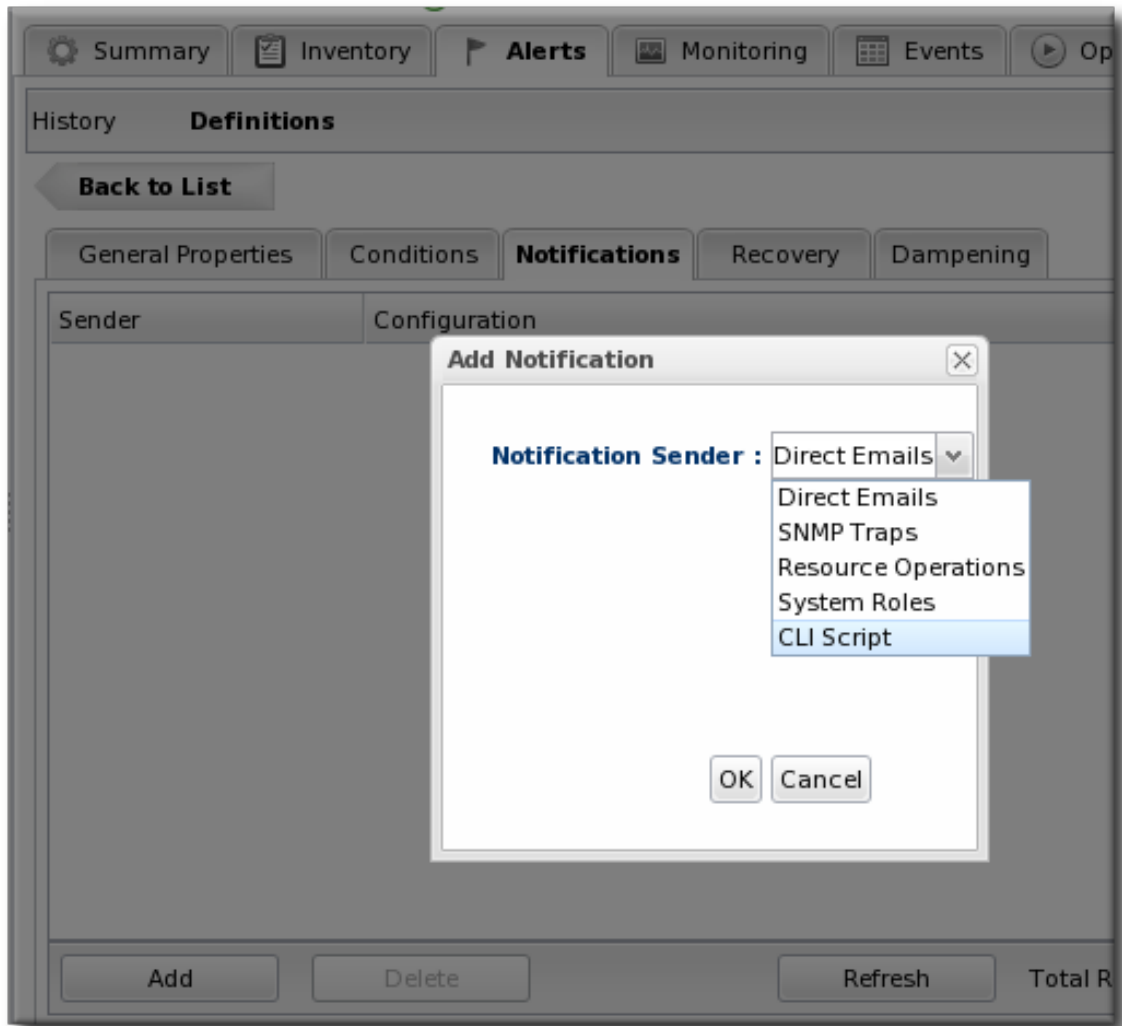 Summary Inventory Alerts Monitoring Events Op
History Definitions
Back to List
General Properties Conditions Notifications Recovery Dampening
Sender Configuration
Add Notification
Notification Sender : Direct Emails
Direct Emails
SNMP Traps
Resource Operations
System Roles
CLI Script
OK Cancel
Add Delete Refresh Total R